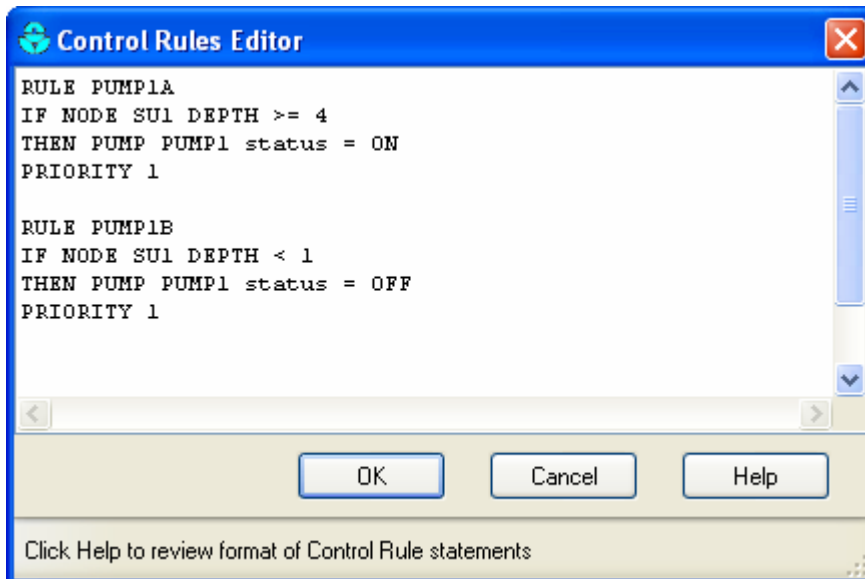 Control Rules Editor
RULE PUMP1A
IF NODE SU1 DEPTH >= 4
THEN PUMP PUMP1 status = ON
PRIORITY 1
RULE PUMP1B
IF NODE SU1 DEPTH < 1
THEN PUMP PUMP1 status = OFF
PRIORITY 1
OK Cancel Help
Click Help to review format of Control Rule statements